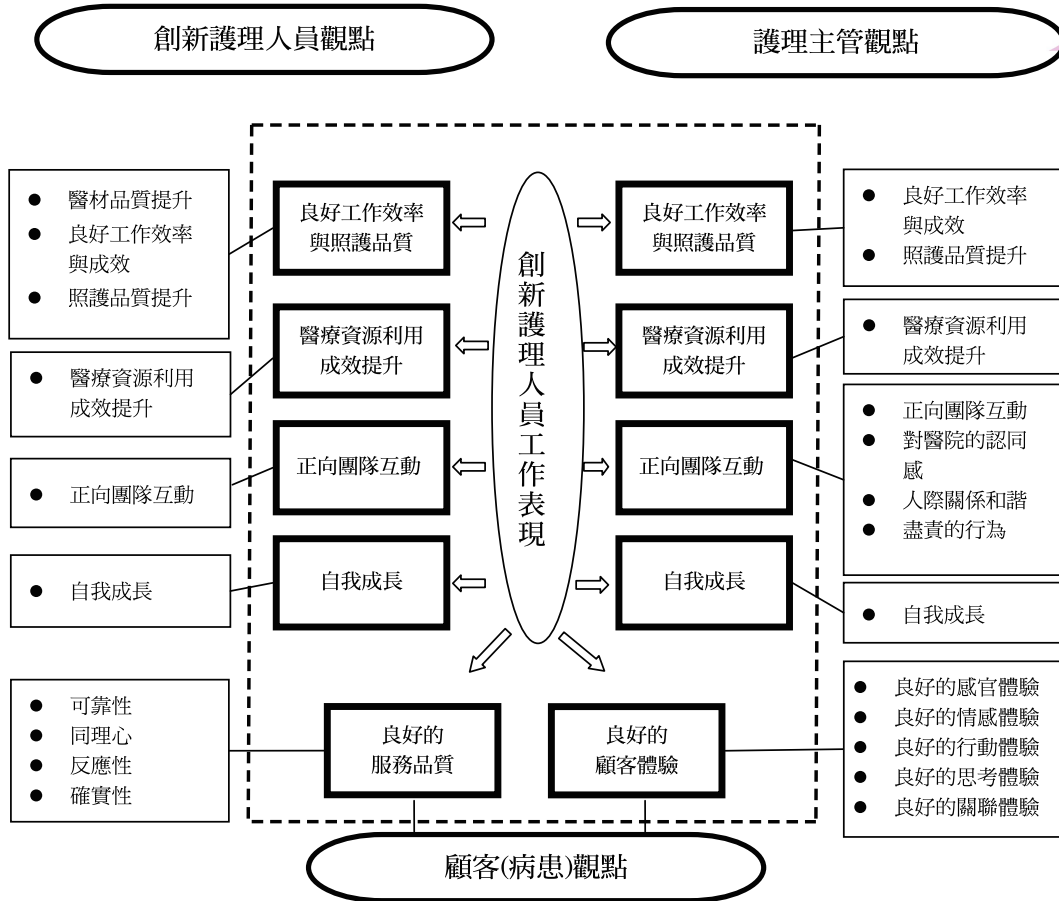 創新護理人員觀點
護理主管觀點
● 醫材品質提升
● 良好工作效率
與成效
● 照護品質提升
● 醫療資源利用
成效提升
● 正向團隊互動
● 自我成長
● 可靠性
● 同理心
● 反應性
● 確實性
良好工作效率
與照護品質
醫療資源利用
成效提升
正向團隊互動
自我成長
創新護理人員工作表現
良好工作效率
與照護品質
醫療資源利用
成效提升
正向團隊互動
自我成長
● 良好工作效率
與成效
● 照護品質提升
● 醫療資源利用
成效提升
● 正向團隊互動
● 對醫院的認同
感
● 人際關係和諧
● 盡責的行為
● 自我成長
● 良好的感官體驗
● 良好的情感體驗
● 良好的行動體驗
● 良好的思考體驗
● 良好的關聯體驗
良好的
服務品質
良好的
顧客體驗
顧客(病患)觀點